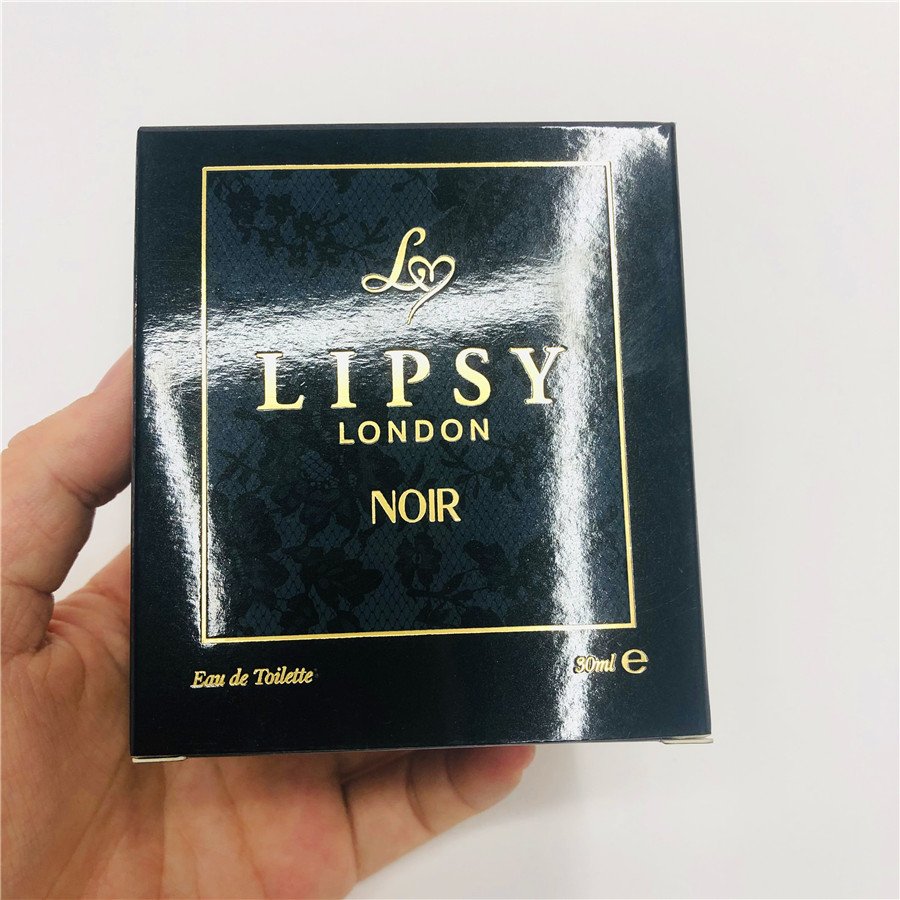 L
LIPSY
LONDON
NOIR
Eau de Toilette
30ml e